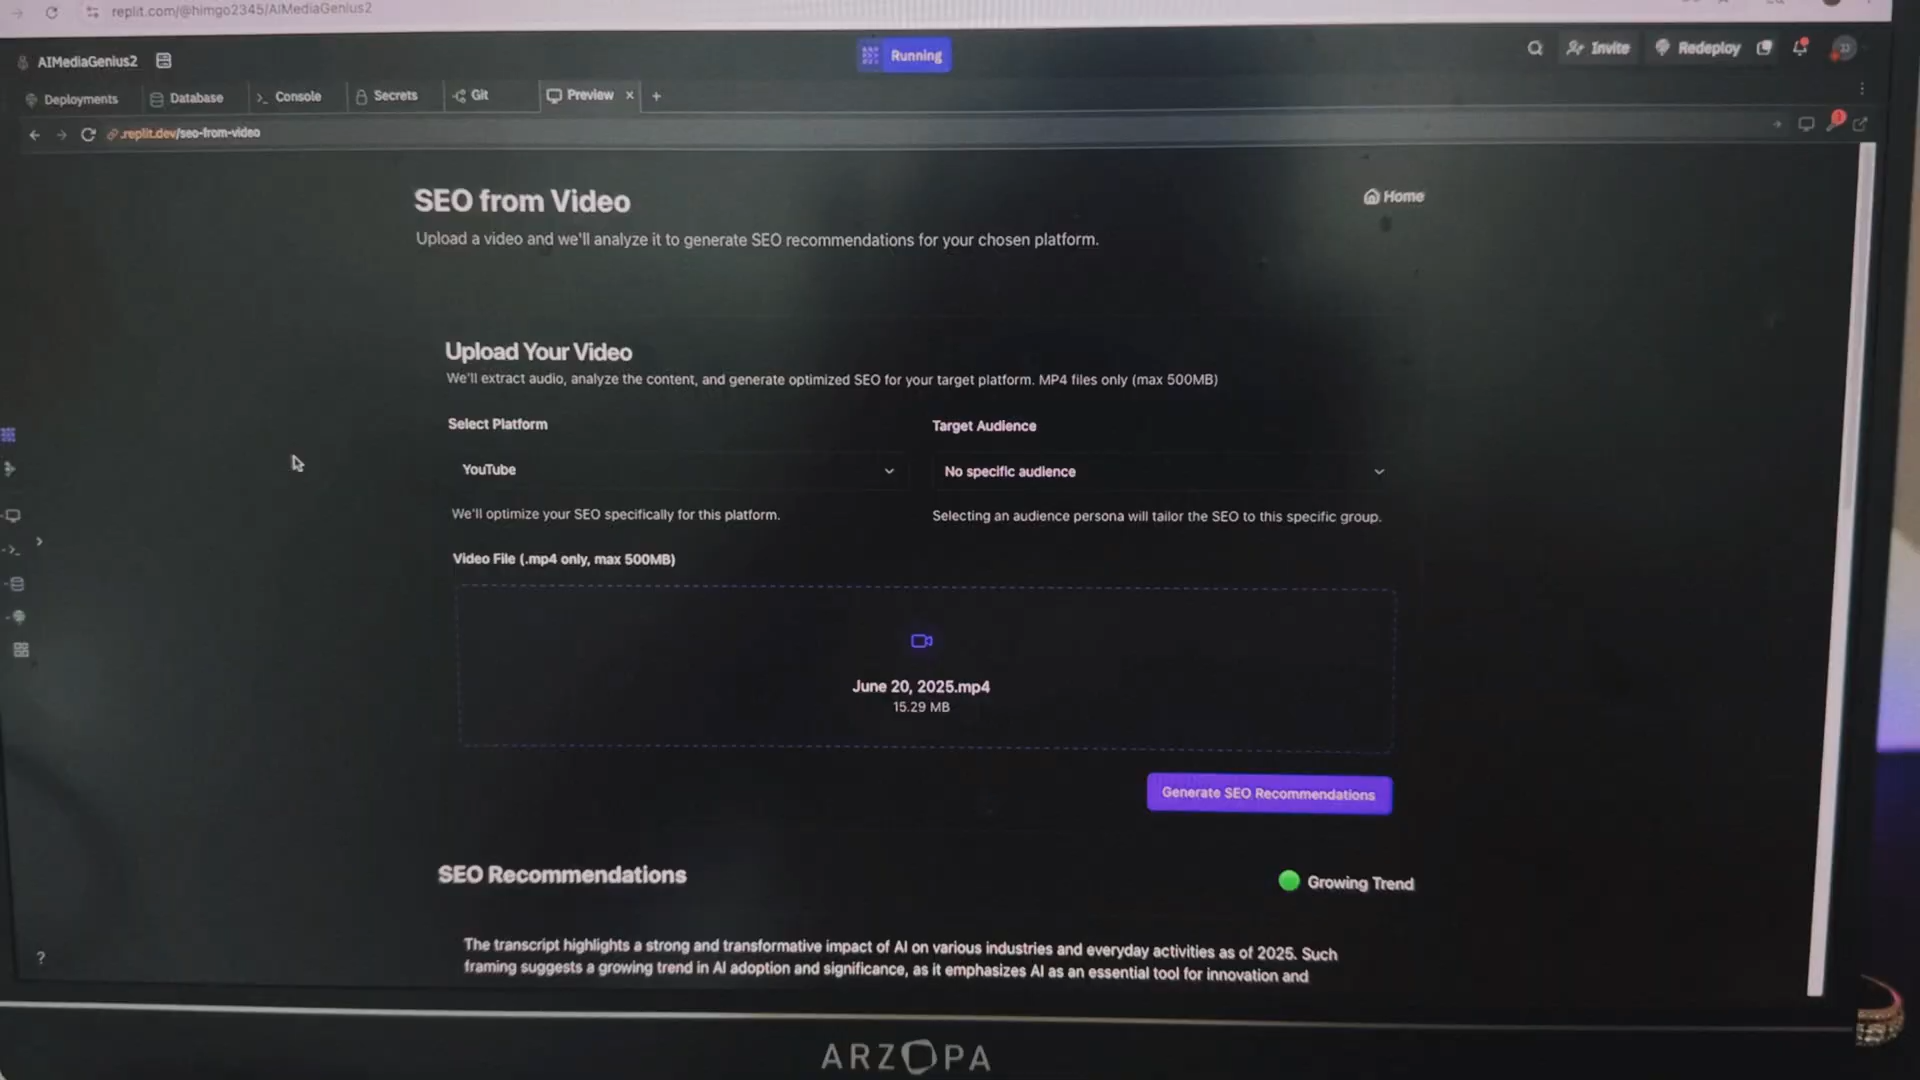 replit.com/@himgo2345/AIMediaGenius2
AIMediaGenius2
Running
Invite
Redeploy
Deployments
Database
Console
Secrets
Git
Preview
.replit.dev/seo-from-video
SEO from Video
Home
Upload a video and we'll analyze it to generate SEO recommendations for your chosen platform.
Upload Your Video
We'll extract audio, analyze the content, and generate optimized SEO for your target platform. MP4 files only (max 500MB)
Select Platform
Target Audience
YouTube
No specific audience
We'll optimize your SEO specifically for this platform.
Selecting an audience persona will tailor the SEO to this specific group.
Video File (.mp4 only, max 500MB)
June 20, 2025.mp4
15.29 MB
Generate SEO Recommendations
SEO Recommendations
Growing Trend
The transcript highlights a strong and transformative impact of AI on various industries and everyday activities as of 2025. Such
framing suggests a growing trend in AI adoption and significance, as it emphasizes AI as an essential tool for innovation and
?
ARZOPA